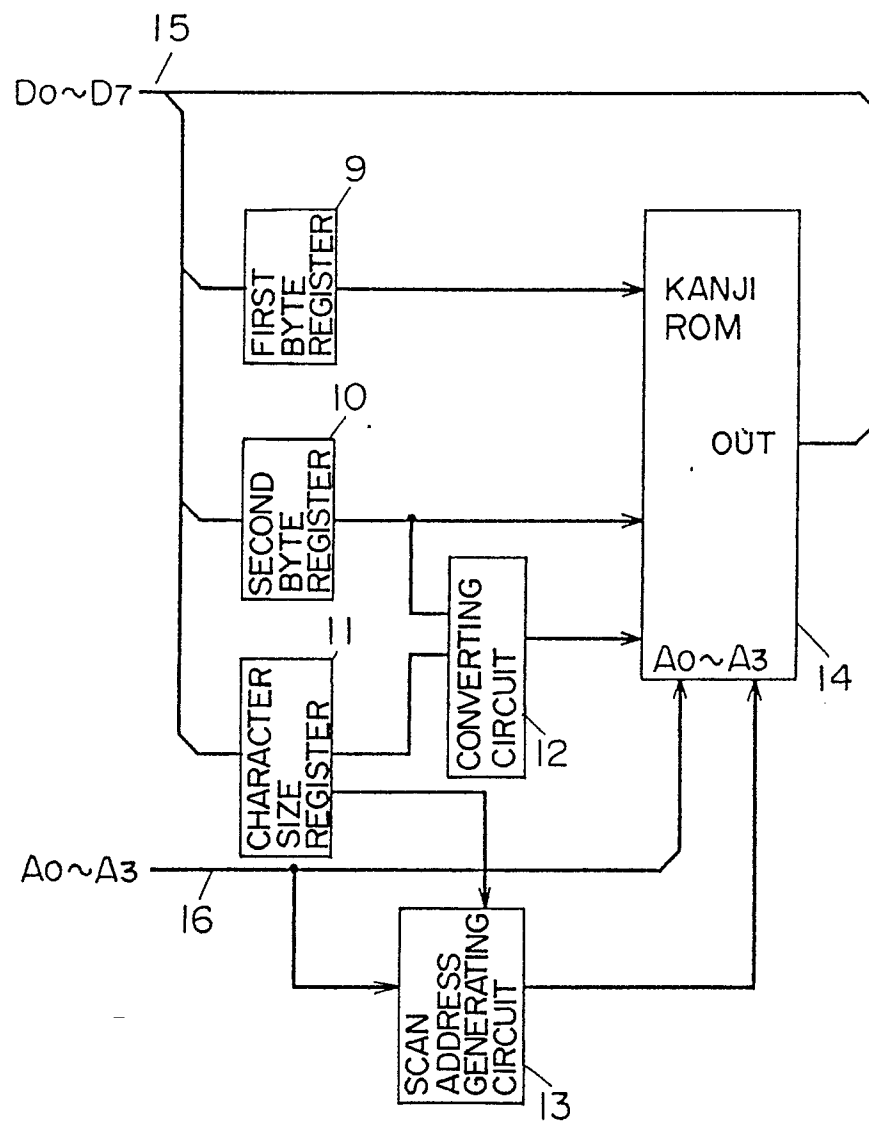 15
D0~D7
9
FIRST
BYTE
REGISTER
KANJI
ROM
10
OUT
SECOND
BYTE
REGISTER
11
CONVERTING
CIRCUIT
A0~A3
14
12
CHARACTER
SIZE
REGISTER
A0~A3
16
SCAN
ADDRESS
GENERATING
CIRCUIT
13